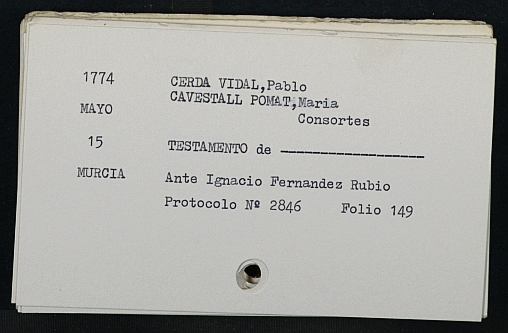 1774 CERDA VIDAL,Pablo
MAYO CAVESTALL POMAT,Maria
Consortes
15 TESTAMENTO de ------------------
MURCIA Ante Ignacio Fernandez Rubio
Protocolo Nº 2846 Folio 149